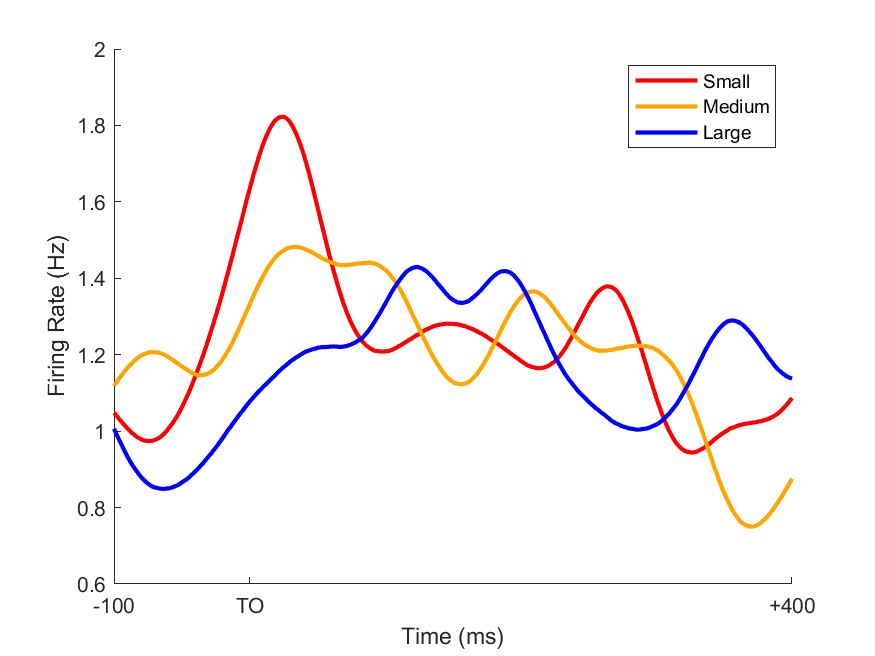 2
1.8
1.6
1.4
1.2
1
0.8
0.6
Firing Rate (Hz)
-100
TO
+400
Time (ms)
Small
Medium
Large